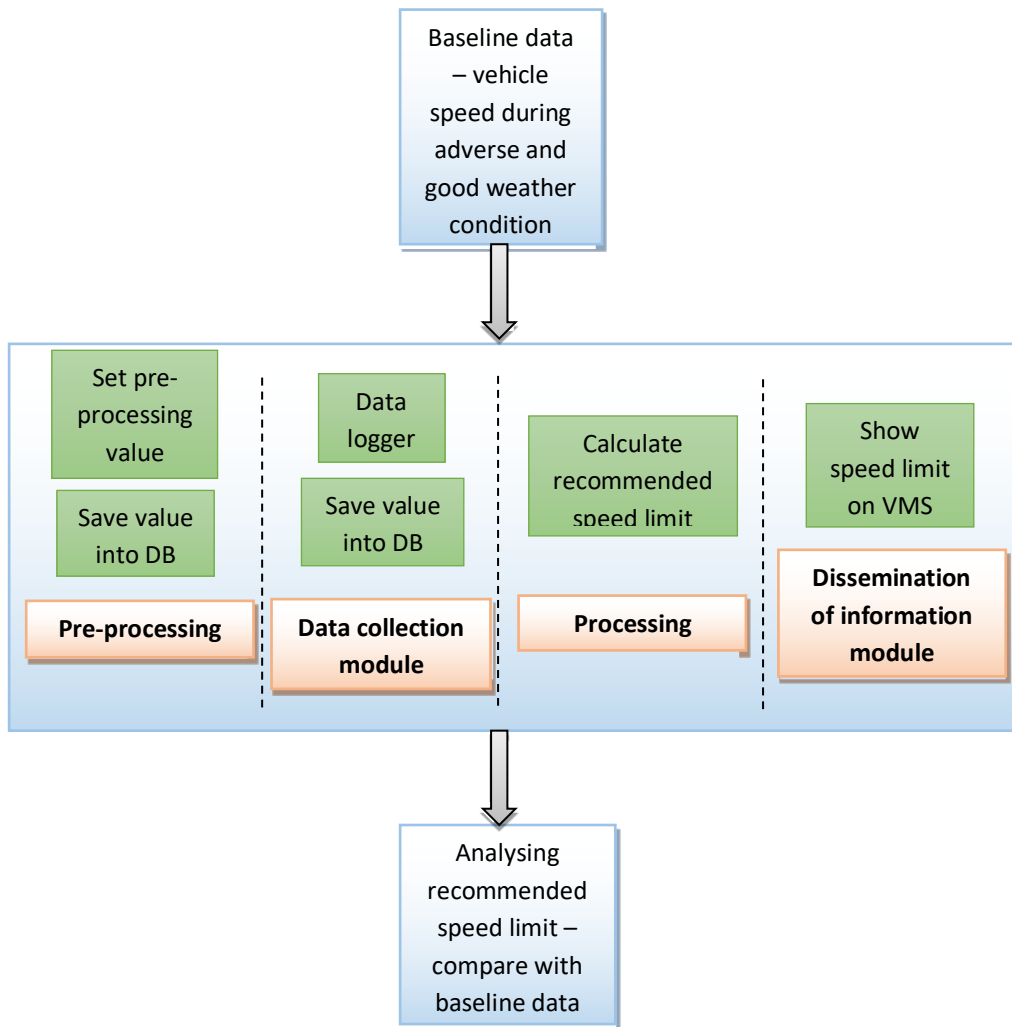 Baseline data
– vehicle
speed during
adverse and
good weather
condition
Set pre-
processing
value
Save value
into DB
Pre-processing
Data
logger
Save value
into DB
Data collection
module
Calculate
recommended
speed limit
Processing
Show
speed limit
on VMS
Dissemination
of information
module
Analysing
recommended
speed limit –
compare with
baseline data